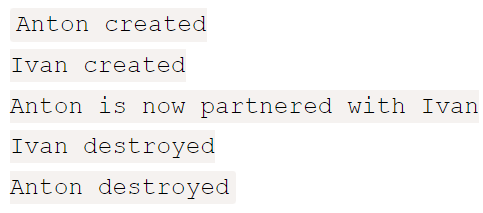 Anton created
Ivan created
Anton is now partnered with Ivan
Ivan destroyed
Anton destroyed